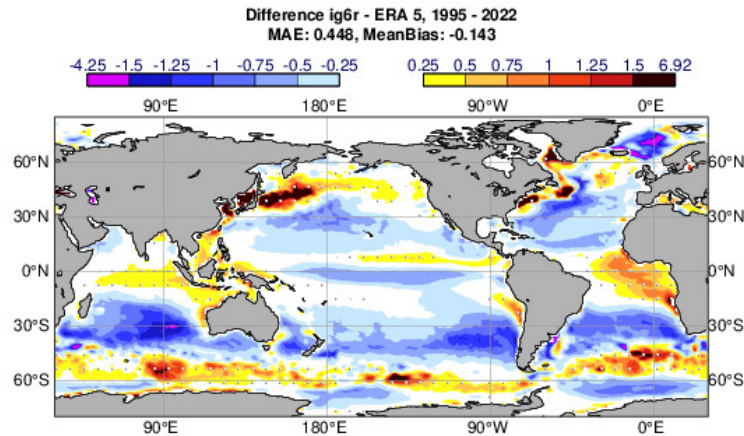 Difference ig6r - ERA 5, 1995 - 2022
MAE: 0.448, MeanBias: -0.143
-4.25 -1.5 -1.25 -1 -0.75 -0.5 -0.25 0.25 0.5 0.75 1 1.25 1.5 6.92
90°E 180°E 90°W 0°E
60°N 60°N
30°N 30°N
0°N 0°N
30°S 30°S
60°S 60°S
90°E 180°E 90°W 0°E